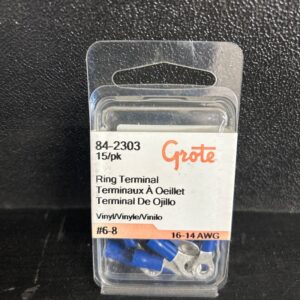 84-2303
15/pk
Grote
Ring Terminal
Terminaux À Oeillet
Terminal De Ojillo
Vinyl/Vinyle/Vinilo
#6-8
16-14 AWG